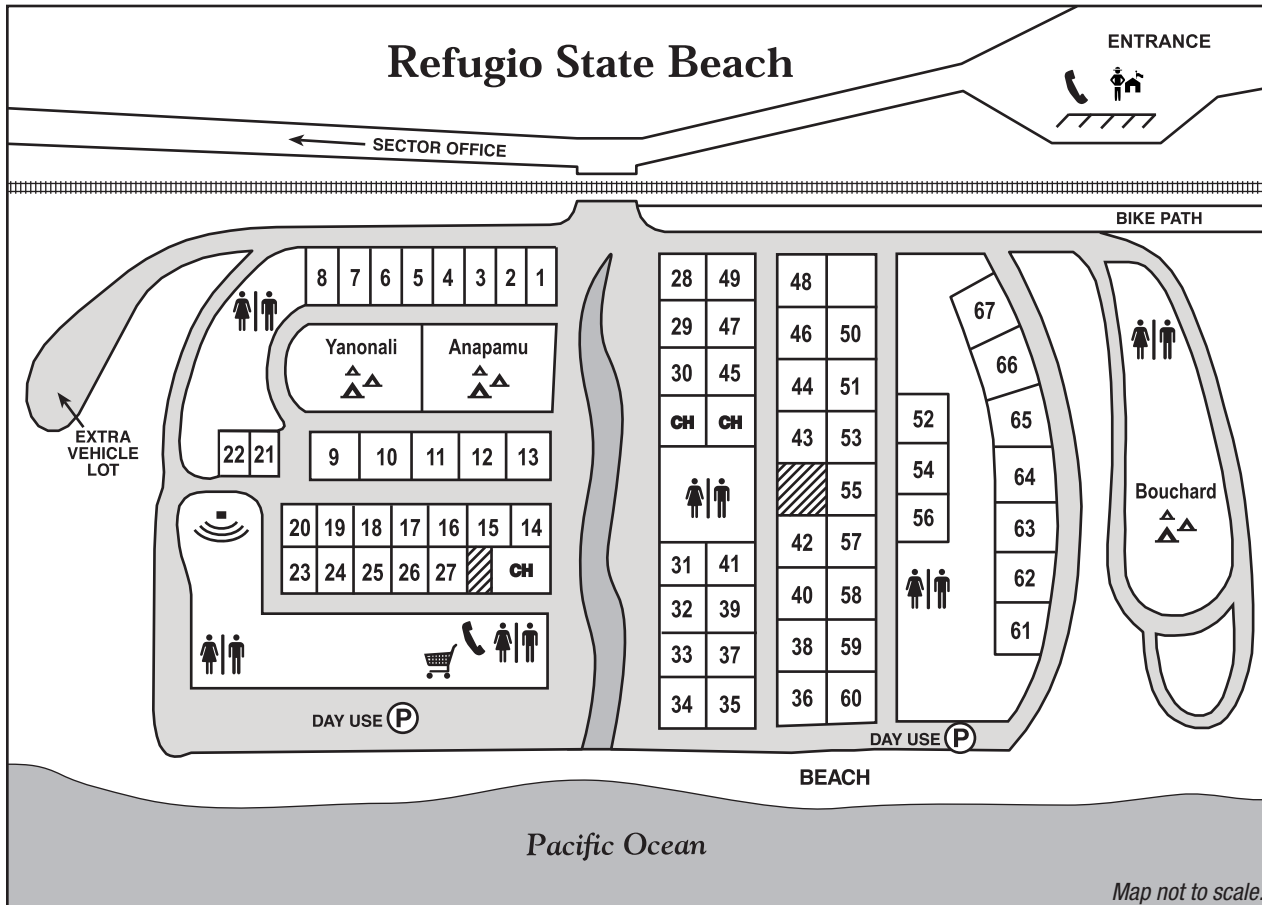 Refugio State Beach
ENTRANCE
SECTOR OFFICE
BIKE PATH
8 7 6 5 4 3 2 1
Yanonali Anapamu
EXTRA
VEHICLE
LOT
22 21
9 10 11 12 13
20 19 18 17 16 15 14
23 24 25 26 27 CH
DAY USE P
28 49
29 47
30 45
CH CH
31 41
32 39
33 37
34 35
48
46 50
44 51
43 53
55
42 57
40 58
38 59
36 60
52
54
56
67
66
65
64
63
62
61
Bouchard
DAY USE P
BEACH
Pacific Ocean
Map not to scale.